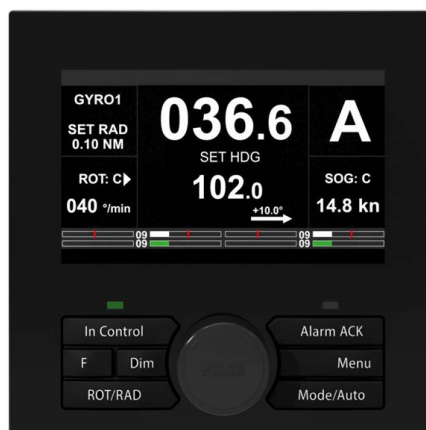 GYRO1
036.6
A
SET RAD
0.10 NM
SET HDG
ROT: C
102.0
SOG: C
040 °/min
+10.0°
14.8 kn
09 09
09 09
In Control
Alarm ACK
F
Dim
Menu
ROT/RAD
Mode/Auto